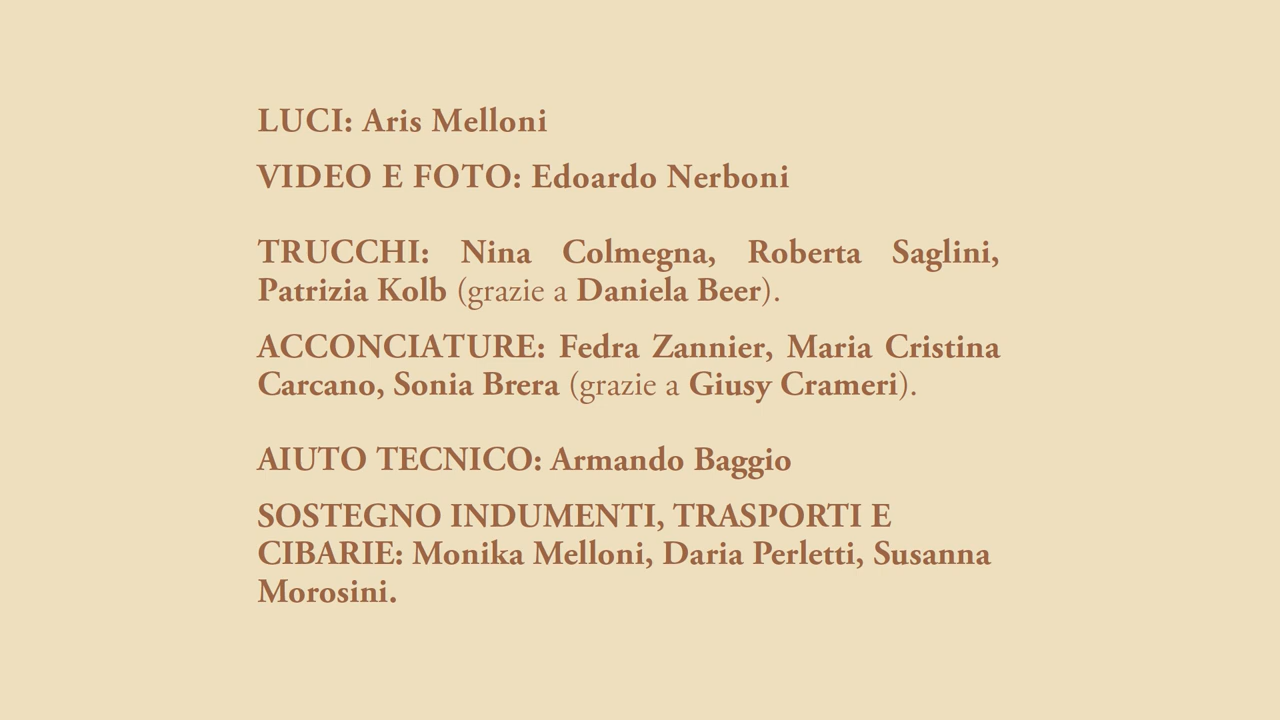 LUCI: Aris Melloni
VIDEO E FOTO: Edoardo Nerboni
TRUCCHI: Nina Colmegna, Roberta Saglini,
Patrizia Kolb (grazie a Daniela Beer).
ACCONCIATURE: Fedra Zannier, Maria Cristina
Carcano, Sonia Brera (grazie a Giusy Crameri).
AIUTO TECNICO: Armando Baggio
SOSTEGNO INDUMENTI, TRASPORTI E
CIBARIE: Monika Melloni, Daria Perletti, Susanna
Morosini.